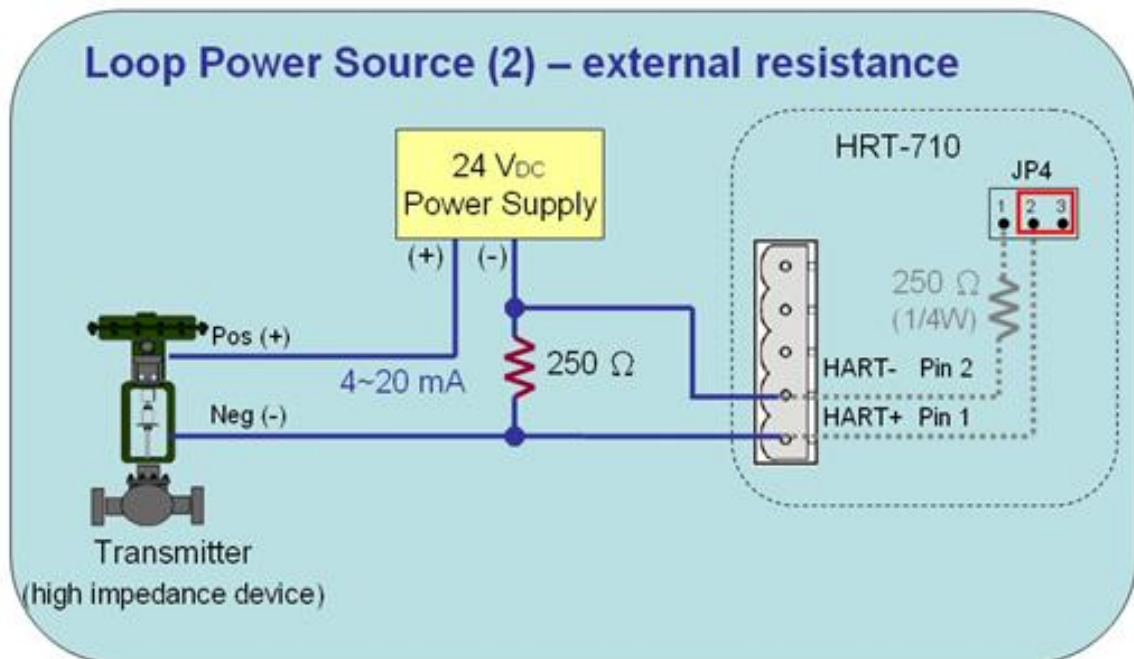 Loop Power Source (2) – external resistance
24 VDC
Power Supply
(+)
(-)
HRT-710
JP4
1 2 3
250 Ω
(1/4W)
Pos (+)
4~20 mA
250 Ω
HART- Pin 2
Neg (-)
HART+ Pin 1
Transmitter
(high impedance device)